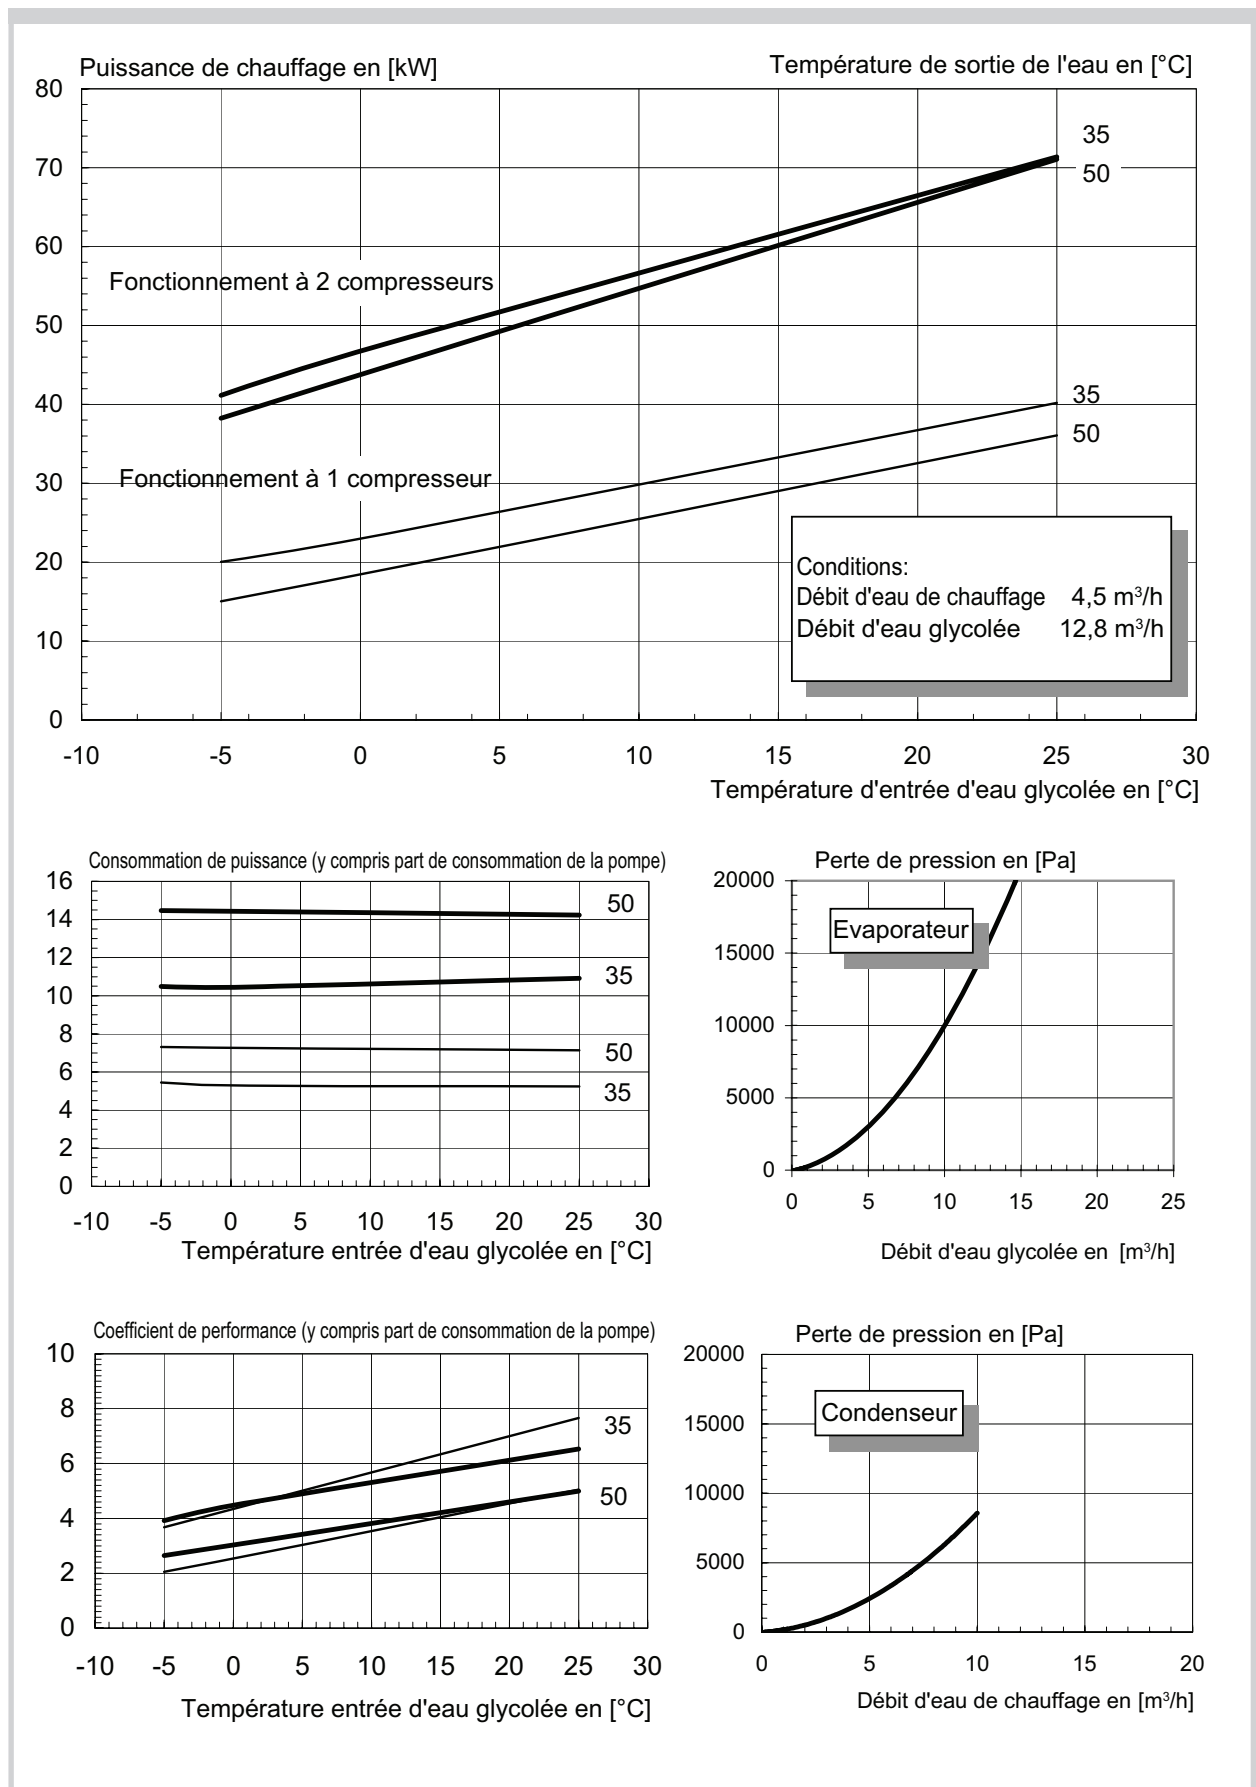 Puissance de chauffage en [kW]
Température de sortie de l'eau en [°C]
80
70
60
50
40
30
20
10
0
35
50
Fonctionnement à 2 compresseurs
35
50
Fonctionnement à 1 compresseur
Conditions:
Débit d'eau de chauffage 4,5 m³/h
Débit d'eau glycolée 12,8 m³/h
-10 -5 0 5 10 15 20 25 30
Température d'entrée d'eau glycolée en [°C]
Consommation de puissance (y compris part de consommation de la pompe)
16
14
12
10
8
6
4
2
0
50
35
50
35
-10 -5 0 5 10 15 20 25 30
Température entrée d'eau glycolée en [°C]
Perte de pression en [Pa]
20000
15000
10000
5000
0
Evaporateur
0 5 10 15 20 25
Débit d'eau glycolée en [m³/h]
Coefficient de performance (y compris part de consommation de la pompe)
10
8
6
4
2
0
35
50
-10 -5 0 5 10 15 20 25 30
Température entrée d'eau glycolée en [°C]
Perte de pression en [Pa]
20000
15000
10000
5000
0
Condenseur
0 5 10 15 20
Débit d'eau de chauffage en [m³/h]